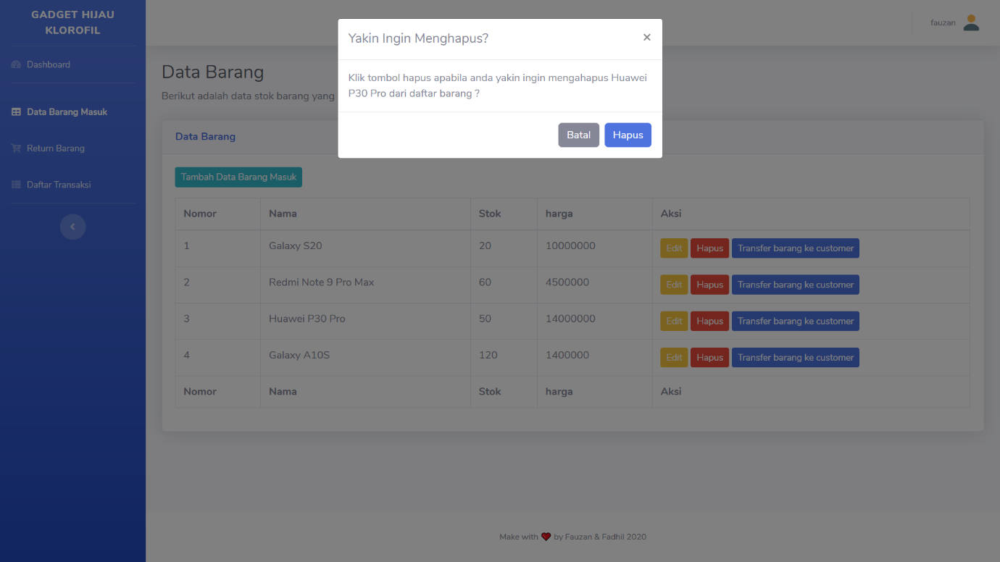 GADGET HIJAU
KLOROFIL
Dashboard
Data Barang Masuk
Return Barang
Daftar Transaksi
fauzan
Data Barang
Berikut adalah data stok barang yang
Yakin Ingin Menghapus?
×
Klik tombol hapus apabila anda yakin ingin mengahapus Huawei
P30 Pro dari daftar barang ?
Batal Hapus
Data Barang
Tambah Data Barang Masuk
Nomor Nama Stok harga Aksi
1 Galaxy S20 20 10000000 Edit Hapus Transfer barang ke customer
2 Redmi Note 9 Pro Max 60 4500000 Edit Hapus Transfer barang ke customer
3 Huawei P30 Pro 50 14000000 Edit Hapus Transfer barang ke customer
4 Galaxy A10S 120 1400000 Edit Hapus Transfer barang ke customer
Nomor Nama Stok harga Aksi
Make with ❤ by Fauzan & Fadhil 2020